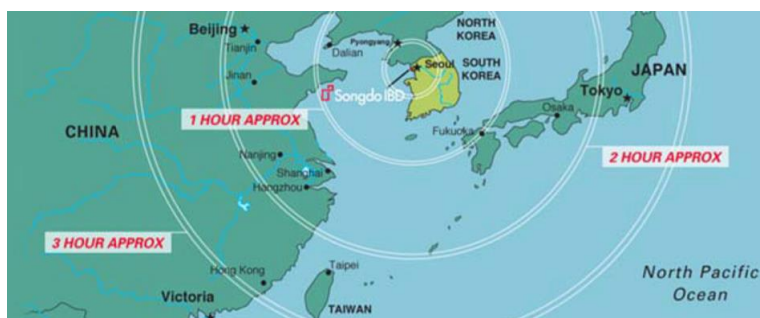 NORTH
KOREA
Beijing
Tianjin
Dalian
Pyongyang
Seoul
SOUTH
KOREA
JAPAN
Jinan
Songdo IBD
Tokyo
Osaka
1 HOUR APPROX
CHINA
Fukuoka
Nanjing
2 HOUR APPROX
Shanghai
Hangzhou
3 HOUR APPROX
Hong Kong
Taipei
North Pacific
Ocean
Victoria
TAIWAN